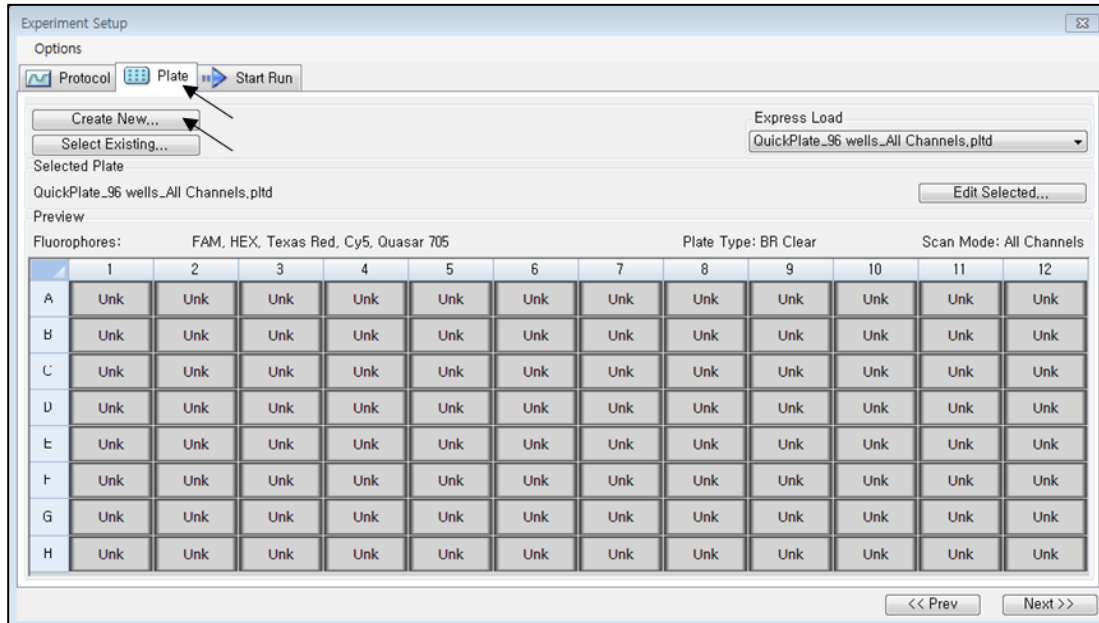 Experiment Setup
Options
Protocol Plate Start Run
Create New...
Select Existing...
Express Load
QuickPlate_96 wells_All Channels.pltd
Selected Plate
QuickPlate_96 wells_All Channels.pltd
Edit Selected...
Preview
Fluorophores: FAM, HEX, Texas Red, Cy5, Quasar 705 Plate Type: BR Clear Scan Mode: All Channels
1 2 3 4 5 6 7 8 9 10 11 12
A Unk Unk Unk Unk Unk Unk Unk Unk Unk Unk Unk Unk
B Unk Unk Unk Unk Unk Unk Unk Unk Unk Unk Unk Unk
C Unk Unk Unk Unk Unk Unk Unk Unk Unk Unk Unk Unk
D Unk Unk Unk Unk Unk Unk Unk Unk Unk Unk Unk Unk
E Unk Unk Unk Unk Unk Unk Unk Unk Unk Unk Unk Unk
F Unk Unk Unk Unk Unk Unk Unk Unk Unk Unk Unk Unk
G Unk Unk Unk Unk Unk Unk Unk Unk Unk Unk Unk Unk
H Unk Unk Unk Unk Unk Unk Unk Unk Unk Unk Unk Unk
<< Prev Next >>